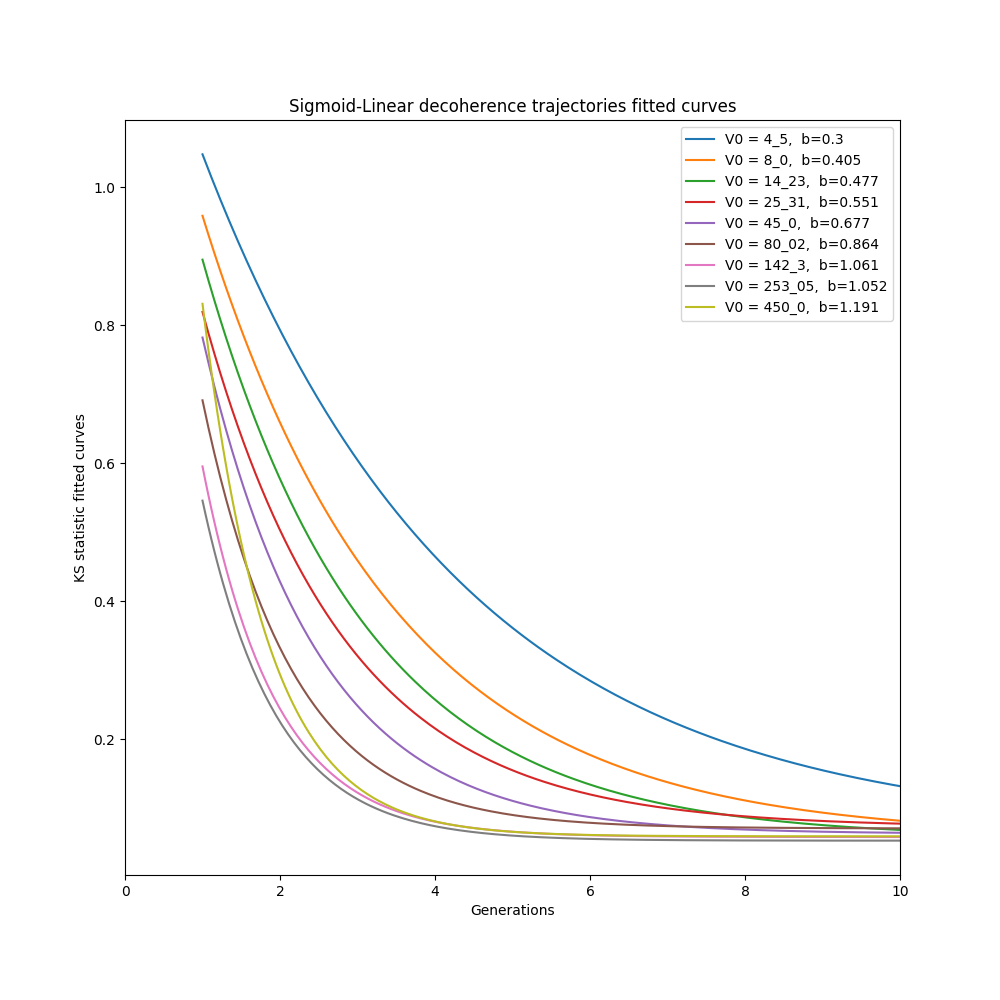 Sigmoid-Linear decoherence trajectories fitted curves
V0 = 4_5,  b=0.3
V0 = 8_0,  b=0.405
V0 = 14_23,  b=0.477
V0 = 25_31,  b=0.551
V0 = 45_0,  b=0.677
V0 = 80_02,  b=0.864
V0 = 142_3,  b=1.061
V0 = 253_05,  b=1.052
V0 = 450_0,  b=1.191
KS statistic fitted curves
1.0
0.8
0.6
0.4
0.2
0 2 4 6 8 10
Generations